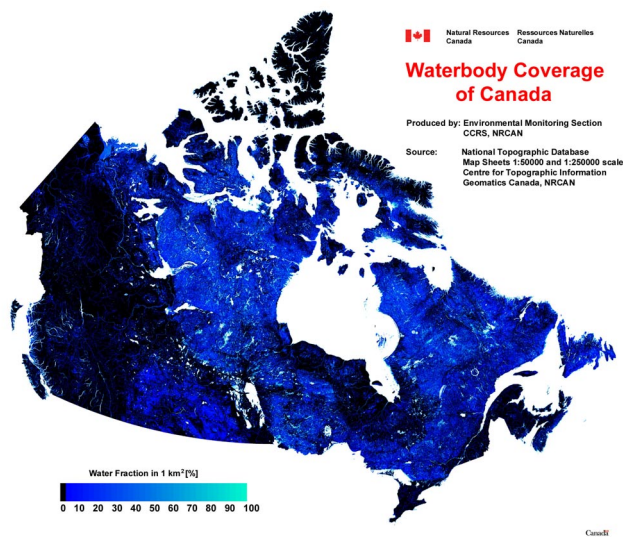 Natural Resources Ressources Naturelles
Canada Canada
Waterbody Coverage
of Canada
Produced by: Environmental Monitoring Section
CCRS, NRCAN
Source: National Topographic Database
Map Sheets 1:50000 and 1:250000 scale
Centre for Topographic Information
Geomatics Canada, NRCAN
Water Fraction in 1 km² [%]
0 10 20 30 40 50 60 70 80 90 100
Canada